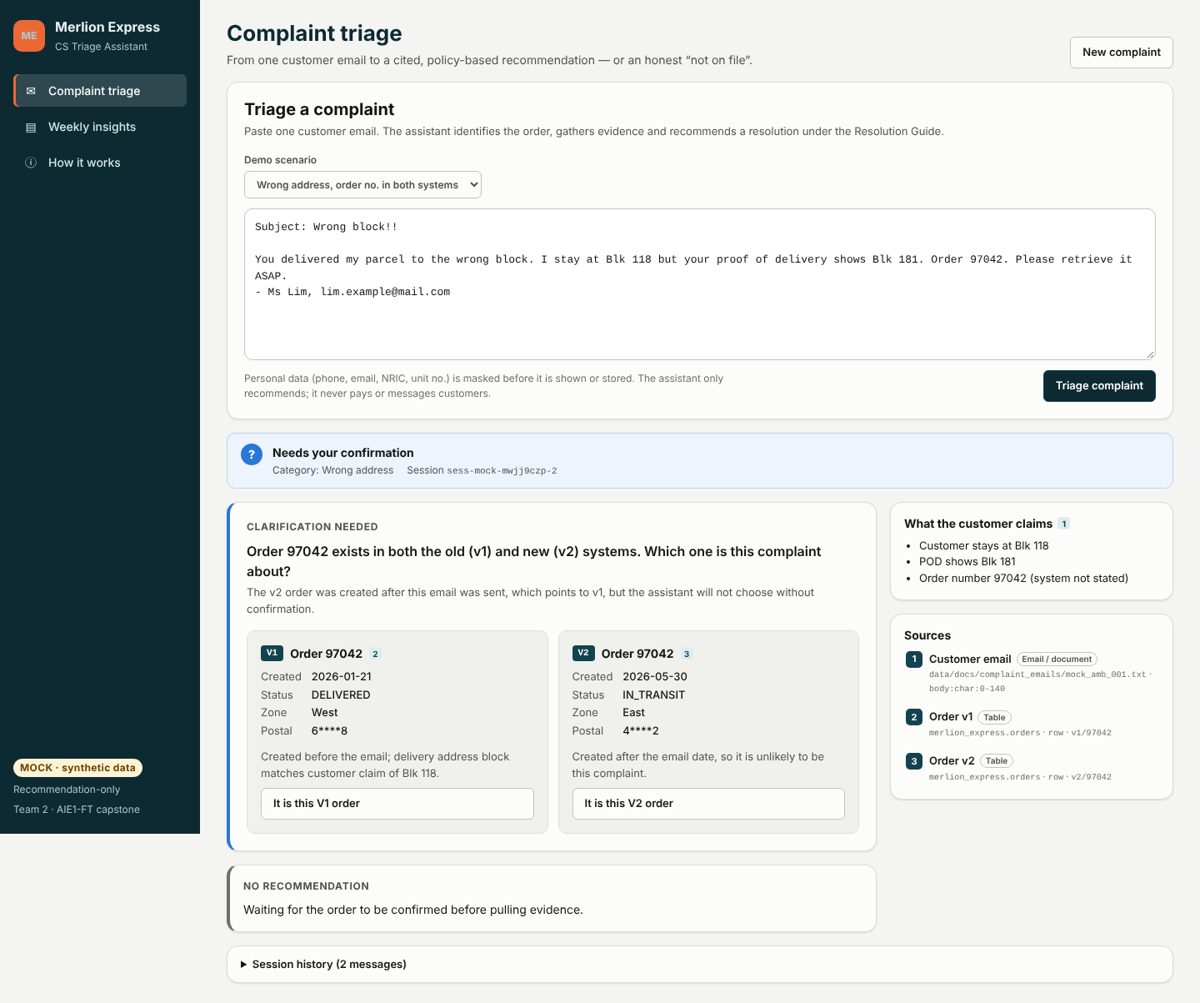 ME
Merlion Express
CS Triage Assistant
Complaint triage
Weekly insights
How it works
MOCK · synthetic data
Recommendation-only
Team 2 · AIE1-FT capstone
Complaint triage
From one customer email to a cited, policy-based recommendation — or an honest “not on file”.
New complaint
Triage a complaint
Paste one customer email. The assistant identifies the order, gathers evidence and recommends a resolution under the Resolution Guide.
Demo scenario
Wrong address, order no. in both systems
Subject: Wrong block!!
You delivered my parcel to the wrong block. I stay at Blk 118 but your proof of delivery shows Blk 181. Order 97042. Please retrieve it
ASAP.
- Ms Lim, lim.example@mail.com
Personal data (phone, email, NRIC, unit no.) is masked before it is shown or stored. The assistant only
recommends; it never pays or messages customers.
Triage complaint
?
Needs your confirmation
Category: Wrong address Session sess-mock-mwjj9czp-2
CLARIFICATION NEEDED
Order 97042 exists in both the old (v1) and new (v2) systems. Which one is this complaint
about?
The v2 order was created after this email was sent, which points to v1, but the assistant will not choose without
confirmation.
V1 Order 97042 2
Created 2026-01-21
Status DELIVERED
Zone West
Postal 6****8
Created before the email; delivery address block
matches customer claim of Blk 118.
It is this V1 order
V2 Order 97042 3
Created 2026-05-30
Status IN_TRANSIT
Zone East
Postal 4****2
Created after the email date, so it is unlikely to be
this complaint.
It is this V2 order
NO RECOMMENDATION
Waiting for the order to be confirmed before pulling evidence.
What the customer claims 1
• Customer stays at Blk 118
• POD shows Blk 181
• Order number 97042 (system not stated)
Sources
1 Customer email Email / document
data/docs/complaint_emails/mock_amb_001.txt ·
body:char:0-140
2 Order v1 Table
merlion_express.orders · row · v1/97042
3 Order v2 Table
merlion_express.orders · row · v2/97042
Session history (2 messages)